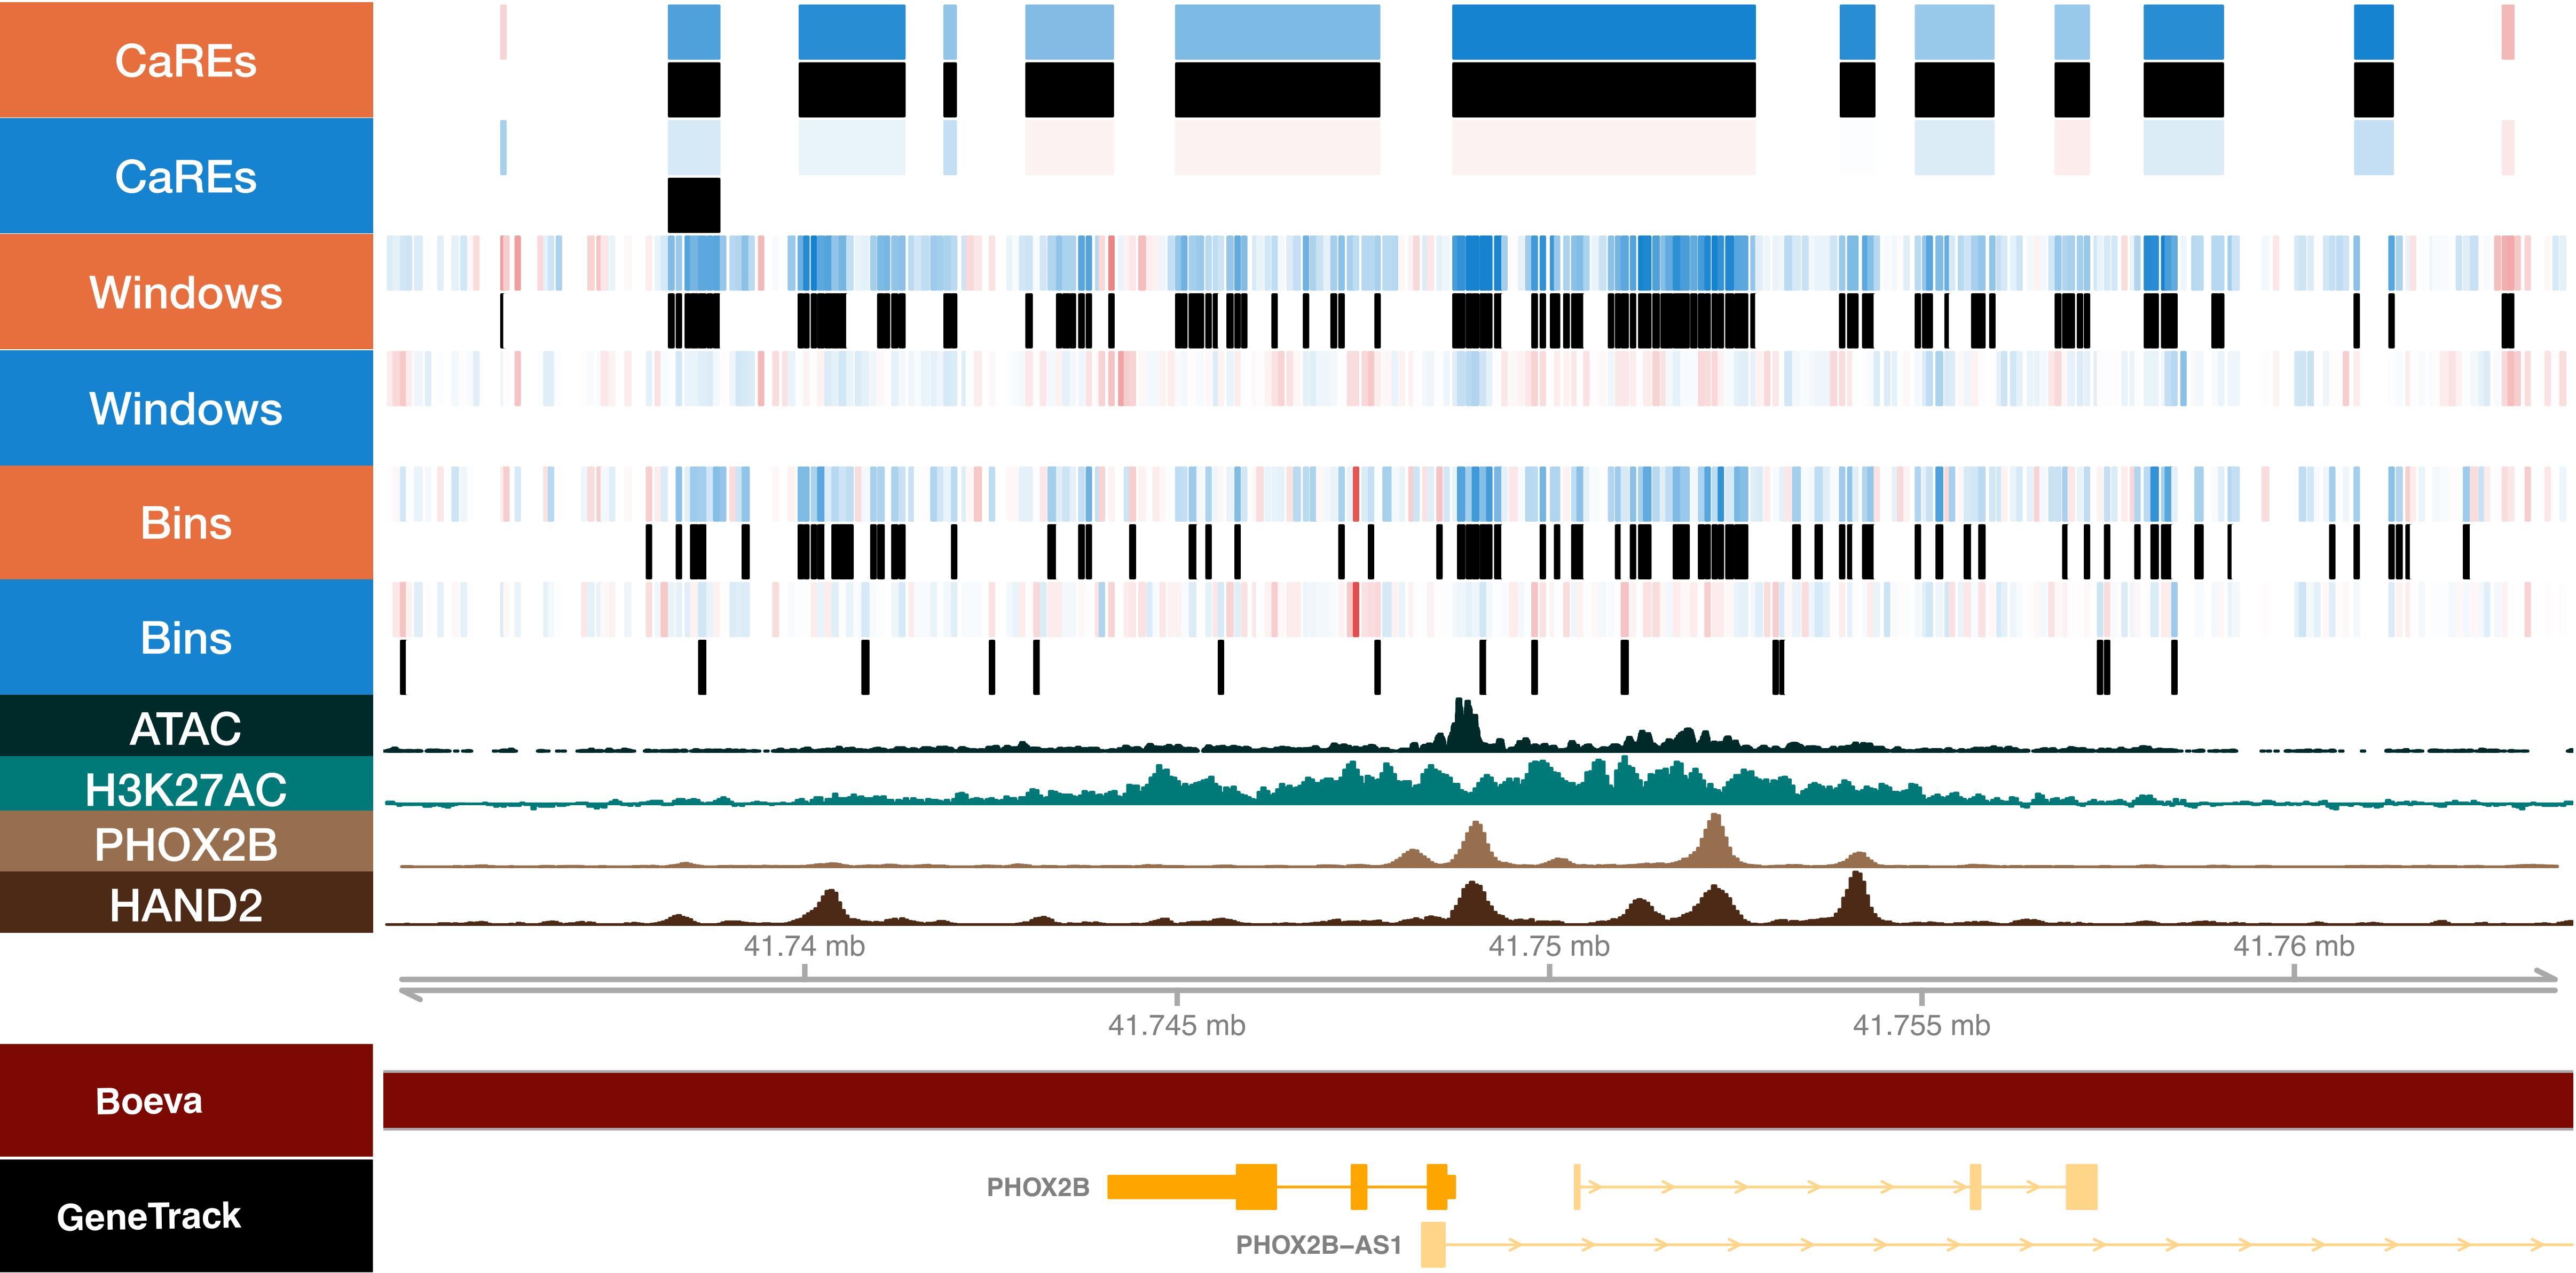 CaREs
CaREs
Windows
Windows
Bins
Bins
ATAC
H3K27AC
PHOX2B
HAND2
41.74 mb 41.75 mb 41.76 mb
41.745 mb 41.755 mb
Boeva
PHOX2B
GeneTrack
PHOX2B–AS1